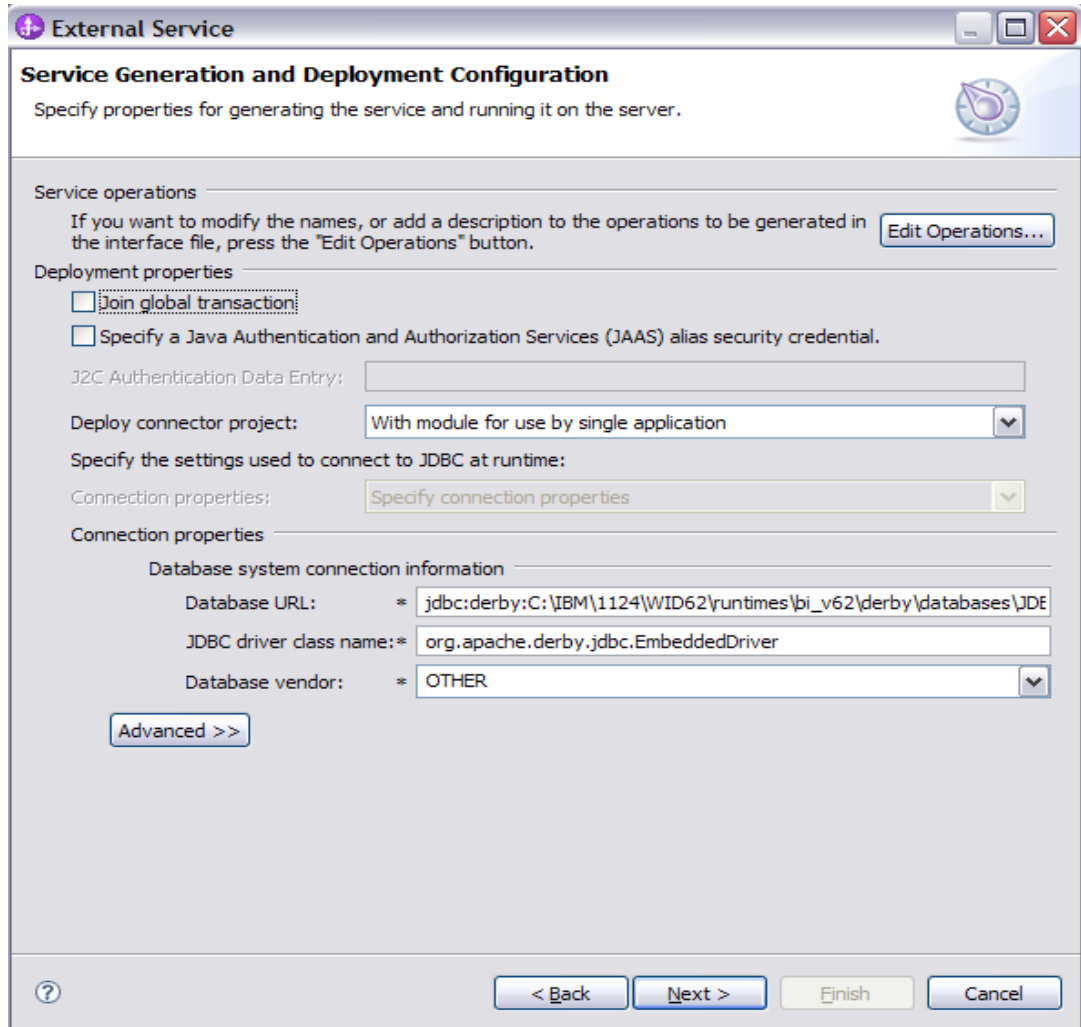 External Service
Service Generation and Deployment Configuration
Specify properties for generating the service and running it on the server.
Service operations
If you want to modify the names, or add a description to the operations to be generated in
the interface file, press the "Edit Operations" button.
Edit Operations...
Deployment properties
Join global transaction
Specify a Java Authentication and Authorization Services (JAAS) alias security credential.
J2C Authentication Data Entry:
Deploy connector project: With module for use by single application
Specify the settings used to connect to JDBC at runtime:
Connection properties: Specify connection properties
Connection properties
Database system connection information
Database URL: * jdbc:derby:C:\IBM\1124\WID62\runtimes\bi_v62\derby\databases\JDE
JDBC driver class name:* org.apache.derby.jdbc.EmbeddedDriver
Database vendor: * OTHER
Advanced >>
? < Back Next > Finish Cancel